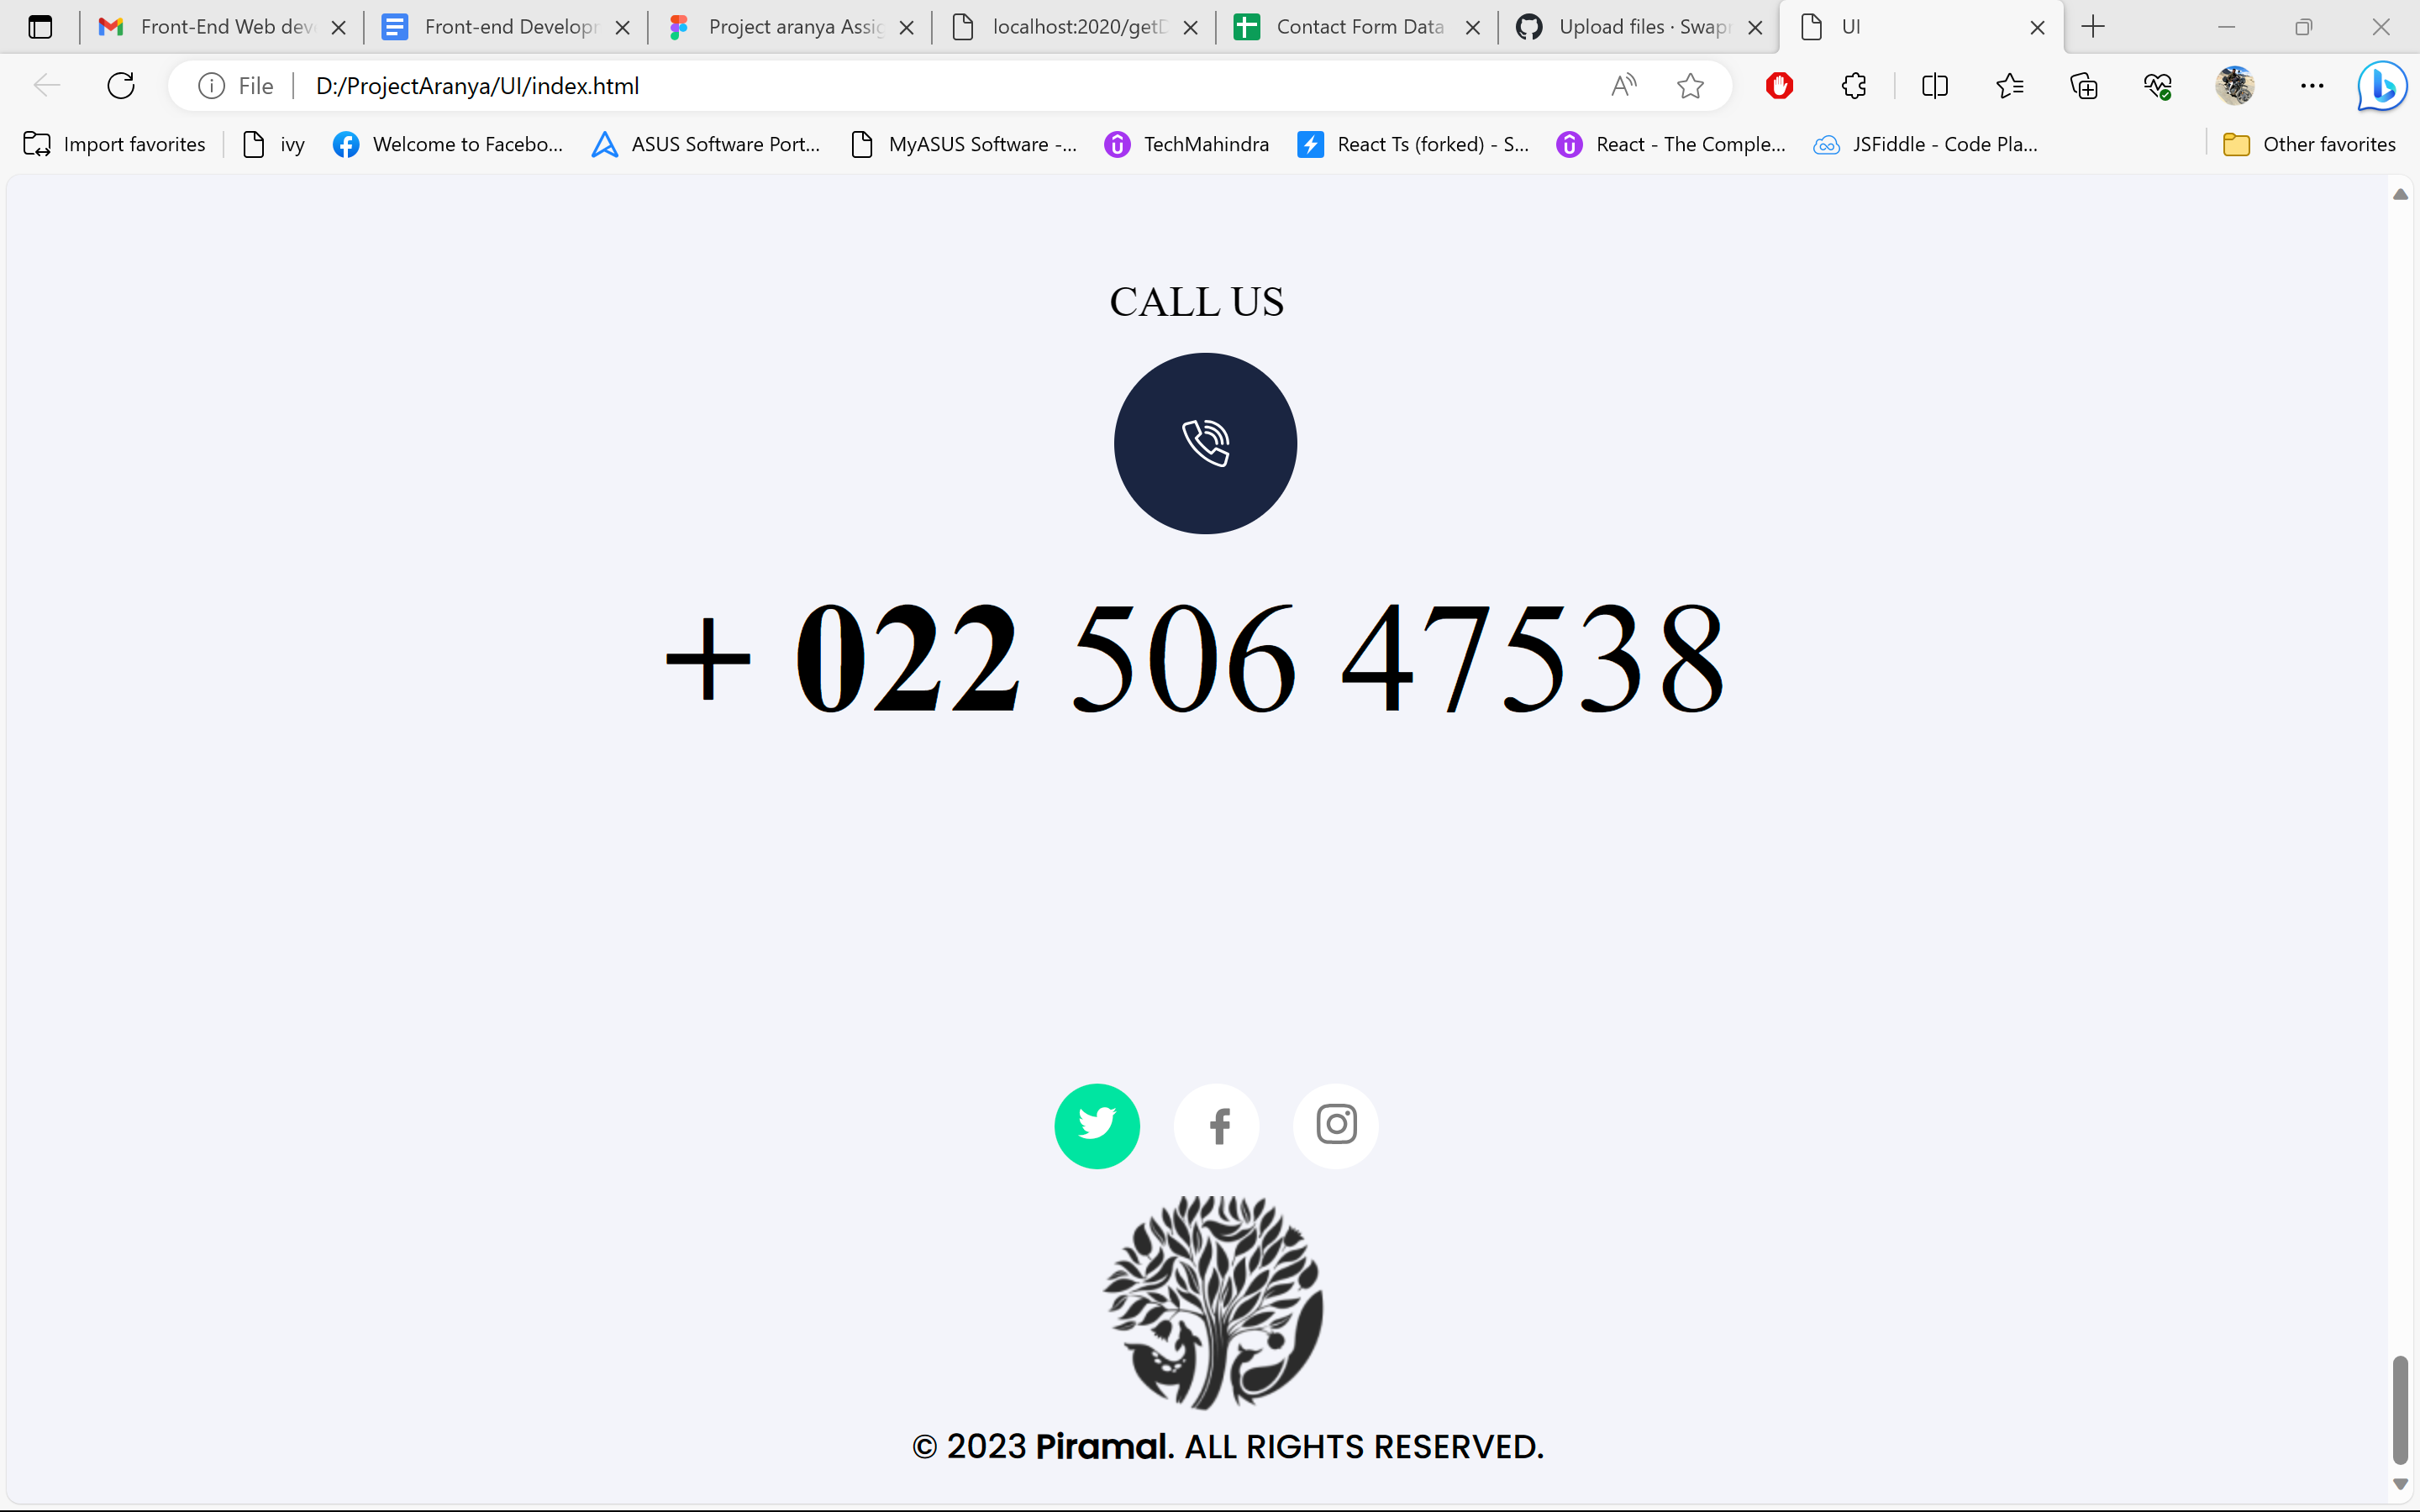 Front-End Web dev
Front-end Developr
Project aranya Assig
localhost:2020/getD
Contact Form Data
Upload files · Swapn
UI
File
D:/ProjectAranya/UI/index.html
Import favorites
ivy
Welcome to Facebo...
ASUS Software Port...
MyASUS Software -...
TechMahindra
React Ts (forked) - S...
React - The Comple...
JSFiddle - Code Pla...
Other favorites
CALL US
+ 022 506 47538
© 2023 Piramal. ALL RIGHTS RESERVED.